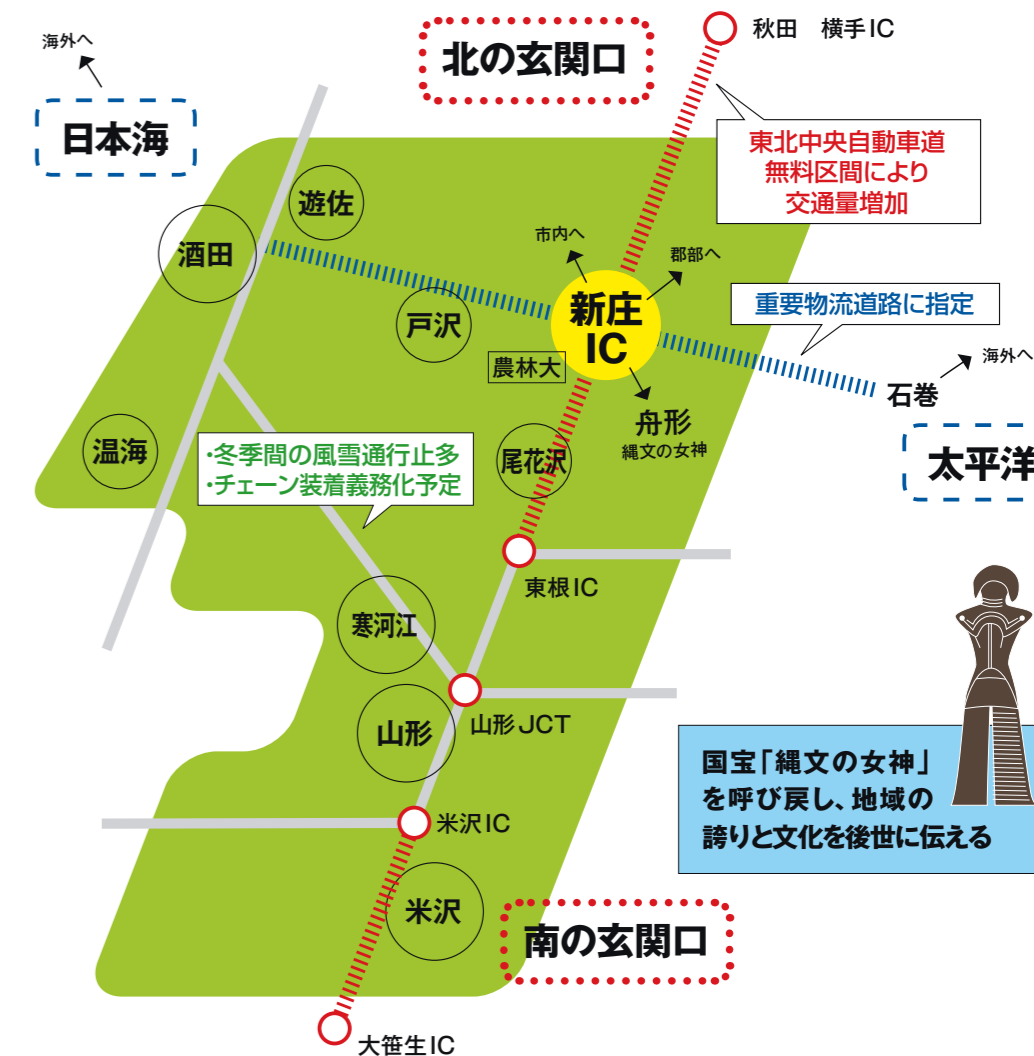 海外へ
日本海
北の玄関口
秋田 横手IC
東北中央自動車道
無料区間により
交通量増加
遊佐
酒田
市内へ
郡部へ
戸沢
新庄
IC
農林大
重要物流道路に指定
海外へ
石巻
太平洋
舟形
縄文の女神
温海
・冬季間の風雪通行止多
・チェーン装着義務化予定
尾花沢
東根IC
寒河江
山形
山形JCT
国宝「縄文の女神」
を呼び戻し、地域の
誇りと文化を後世に伝える
米沢IC
米沢
南の玄関口
大笹生IC